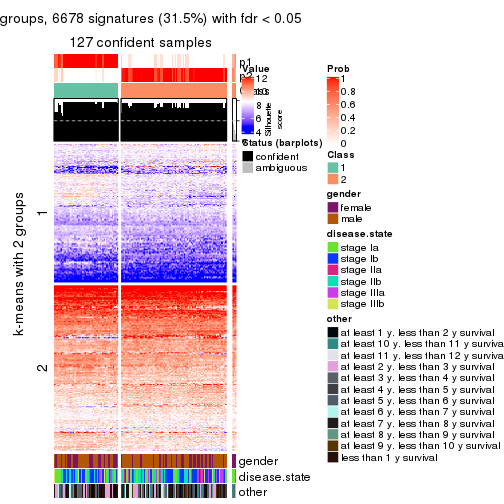 groups, 6678 signatures (31.5%) with fdr < 0.05
127 confident samples
p1
Value
12
8
6
4
Silhouette
score
Status (barplots)
confident
ambiguous
k-means with 2 groups
1
2
gender
disease.state
other
Prob
1
0.8
0.6
0.4
0.2
0
Class
1
2
gender
female
male
disease.state
stage Ia
stage Ib
stage IIa
stage IIb
stage IIIa
stage IIIb
other
at least 1 y. less than 2 y survival
at least 10 y. less than 11 y survival
at least 11 y. less than 12 y survival
at least 2 y. less than 3 y survival
at least 3 y. less than 4 y survival
at least 4 y. less than 5 y survival
at least 5 y. less than 6 y survival
at least 6 y. less than 7 y survival
at least 7 y. less than 8 y survival
at least 8 y. less than 9 y survival
at least 9 y. less than 10 y survival
less than 1 y survival